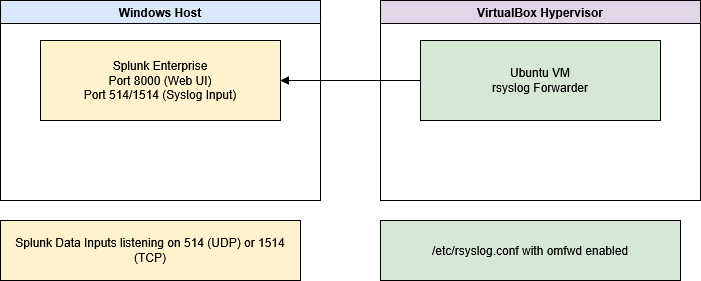 Windows Host
VirtualBox Hypervisor
Splunk Enterprise
Port 8000 (Web UI)
Port 514/1514 (Syslog Input)
Ubuntu VM
rsyslog Forwarder
Splunk Data Inputs listening on 514 (UDP) or 1514
(TCP)
/etc/rsyslog.conf with omfwd enabled